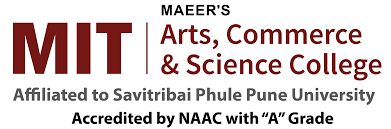 MAEER'S
MIT
Arts, Commerce
& Science College
Affiliated to Savitribai Phule Pune University
Accredited by NAAC with “A” Grade